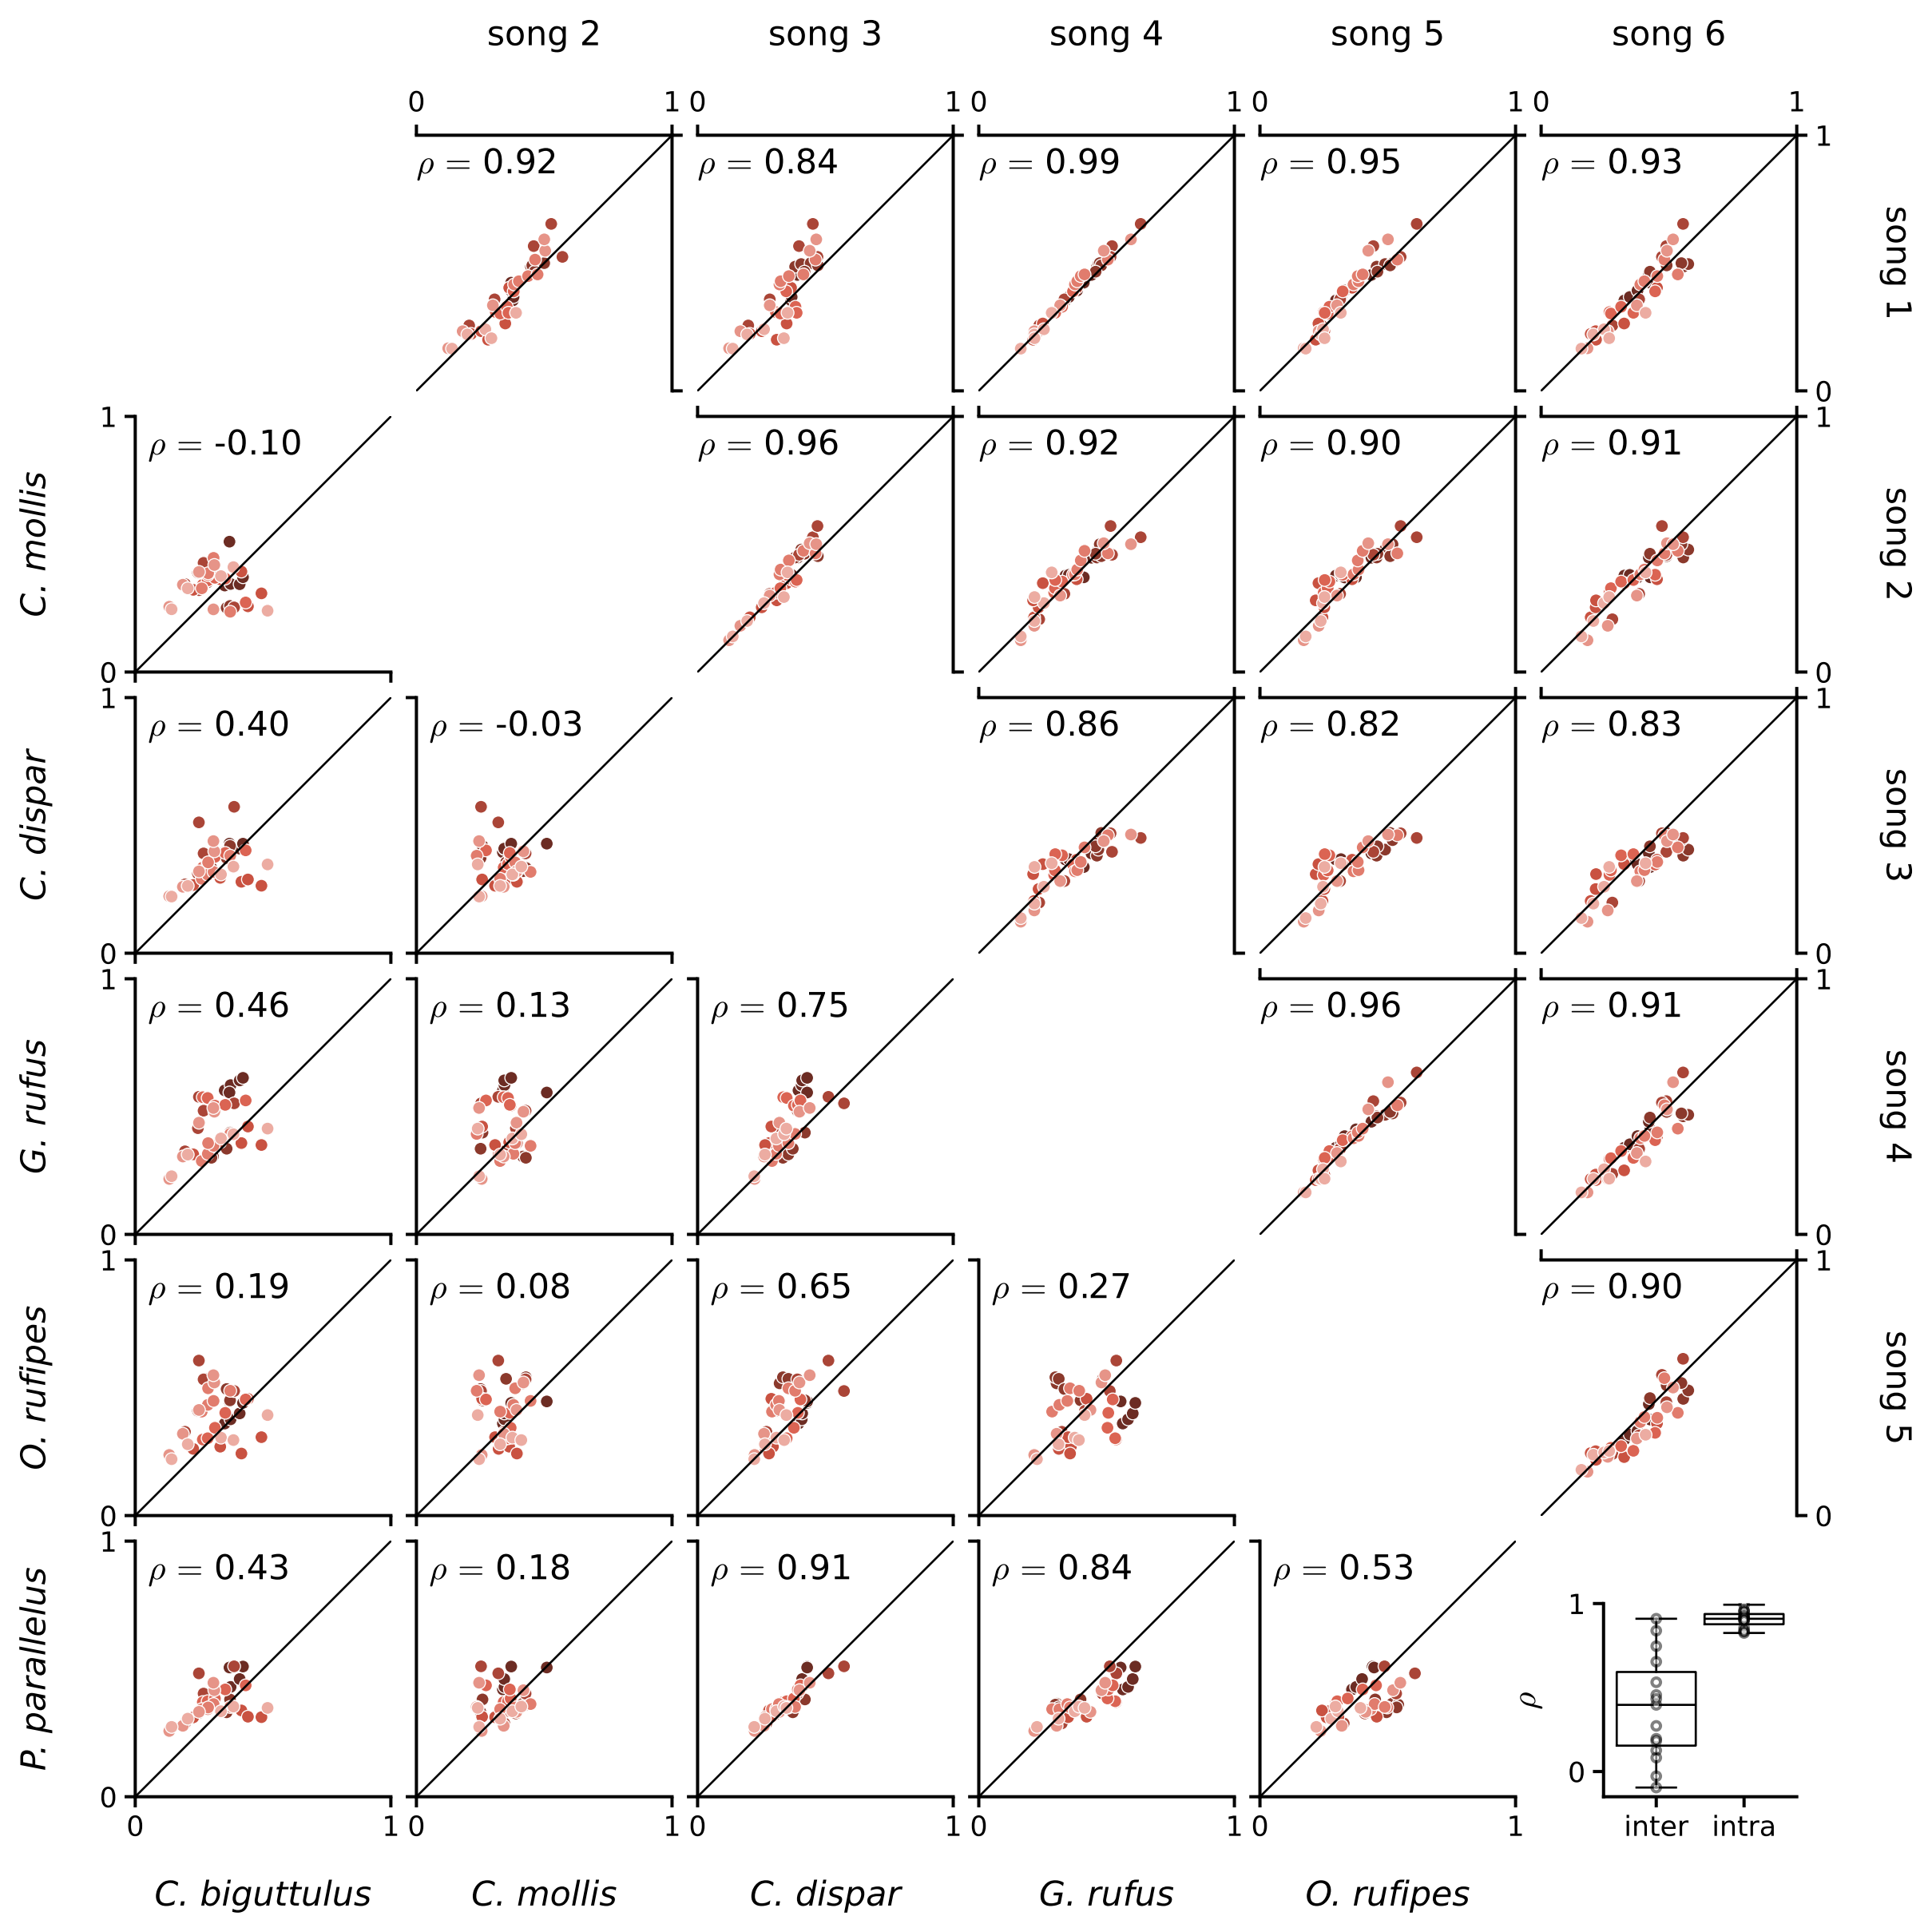 song 2 song 3 song 4 song 5 song 6
0 1 0 1 0 1 0 1 0 1
ρ = 0.92 ρ = 0.84 ρ = 0.99 ρ = 0.95 ρ = 0.93 1
song 1
0
1 ρ = -0.10 ρ = 0.96 ρ = 0.92 ρ = 0.90 ρ = 0.91 1
C. mollis song 2
0 0
1 ρ = 0.40 ρ = -0.03 ρ = 0.86 ρ = 0.82 ρ = 0.83 1
C. dispar song 3
0 0
1 ρ = 0.46 ρ = 0.13 ρ = 0.75 ρ = 0.96 ρ = 0.91 1
G. rufus song 4
0 0
1 ρ = 0.19 ρ = 0.08 ρ = 0.65 ρ = 0.27 ρ = 0.90 1
O. rufipes song 5
0 0
1 ρ = 0.43 ρ = 0.18 ρ = 0.91 ρ = 0.84 ρ = 0.53
P. parallelus
1
ρ
0
0
0 1 0 1 0 1 0 1 0 1 inter intra
C. biguttulus C. mollis C. dispar G. rufus O. rufipes